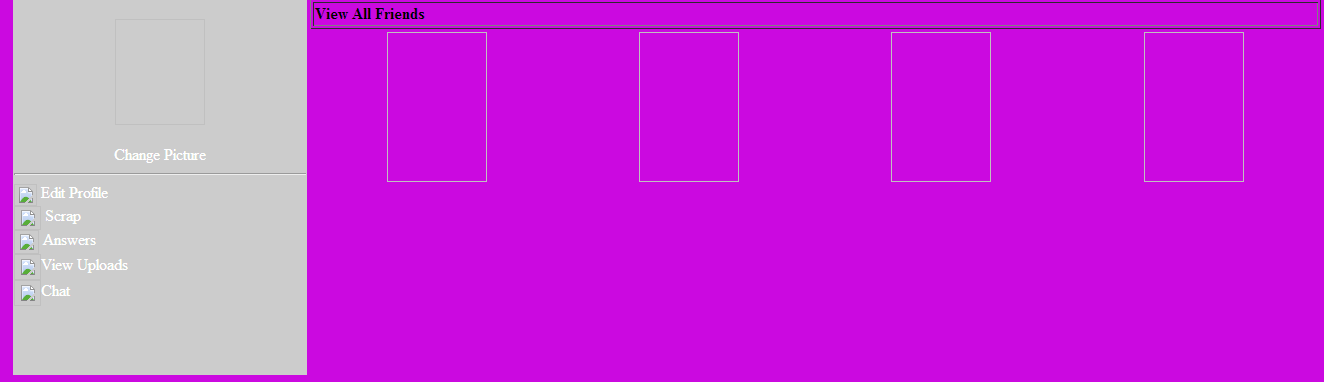 View All Friends
Change Picture
Edit Profile
Scrap
Answers
View Uploads
Chat